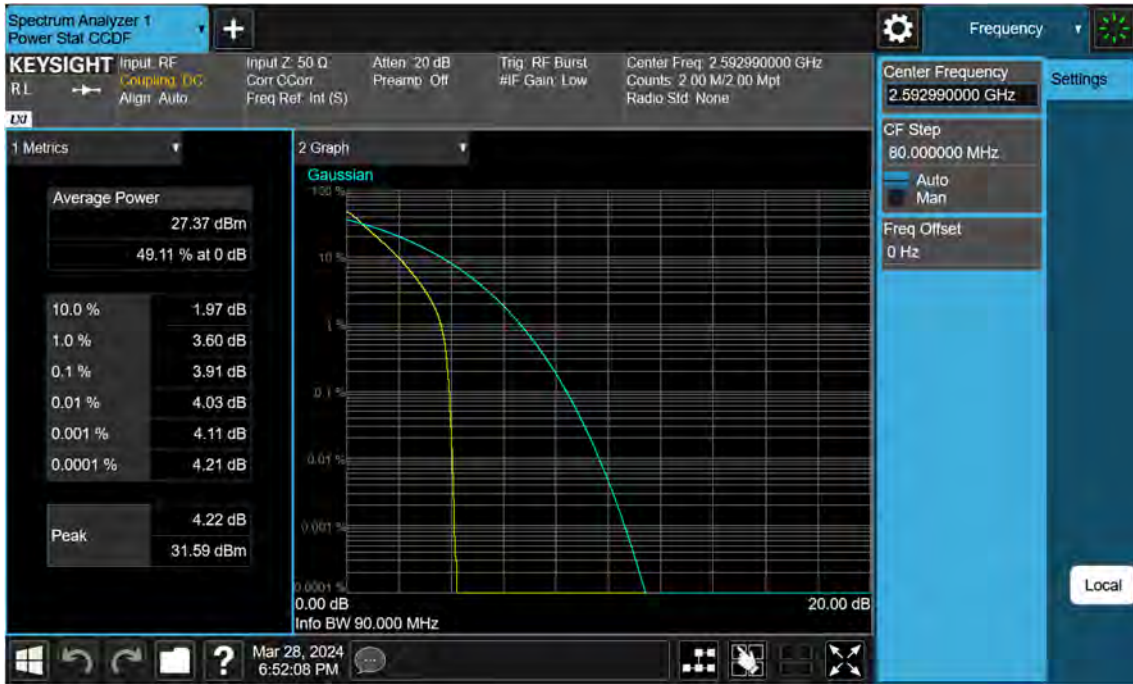 Spectrum Analyzer 1
Power Stat CCDF
Frequency
KEYSIGHT
RL
LXI
Input: RF
Coupling: DC
Align: Auto
Input Z: 50 Ω
Corr CCorr
Freq Ref: Int (S)
Atten: 20 dB
Preamp: Off
Trig: RF Burst
#IF Gain: Low
Center Freq: 2.592990000 GHz
Counts: 2.00 M/2.00 Mpt
Radio Std: None
Center Frequency
2.592990000 GHz
Settings
CF Step
80.000000 MHz
Auto
Man
Freq Offset
0 Hz
1 Metrics
Average Power
27.37 dBm
49.11 % at 0 dB
10.0 % 1.97 dB
1.0 % 3.60 dB
0.1 % 3.91 dB
0.01 % 4.03 dB
0.001 % 4.11 dB
0.0001 % 4.21 dB
Peak
4.22 dB
31.59 dBm
2 Graph
Gaussian
100 %
10 %
1 %
0.1 %
0.01 %
0.001 %
0.0001 %
0.00 dB 20.00 dB
Info BW 90.000 MHz
Local
?
Mar 28, 2024
6:52:08 PM